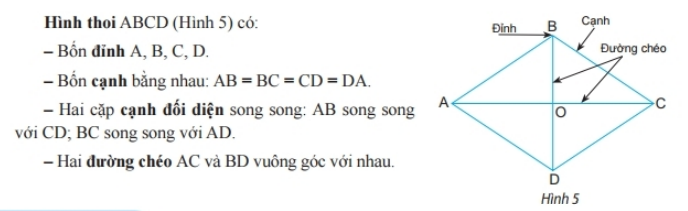 Hình thoi ABCD (Hình 5) có:
– Bốn đỉnh A, B, C, D.
– Bốn cạnh bằng nhau: AB = BC = CD = DA.
– Hai cặp cạnh đối diện song song: AB song song
với CD; BC song song với AD.
– Hai đường chéo AC và BD vuông góc với nhau.
Đỉnh
B
Cạnh
Đường chéo
A
O
C
D
Hình 5